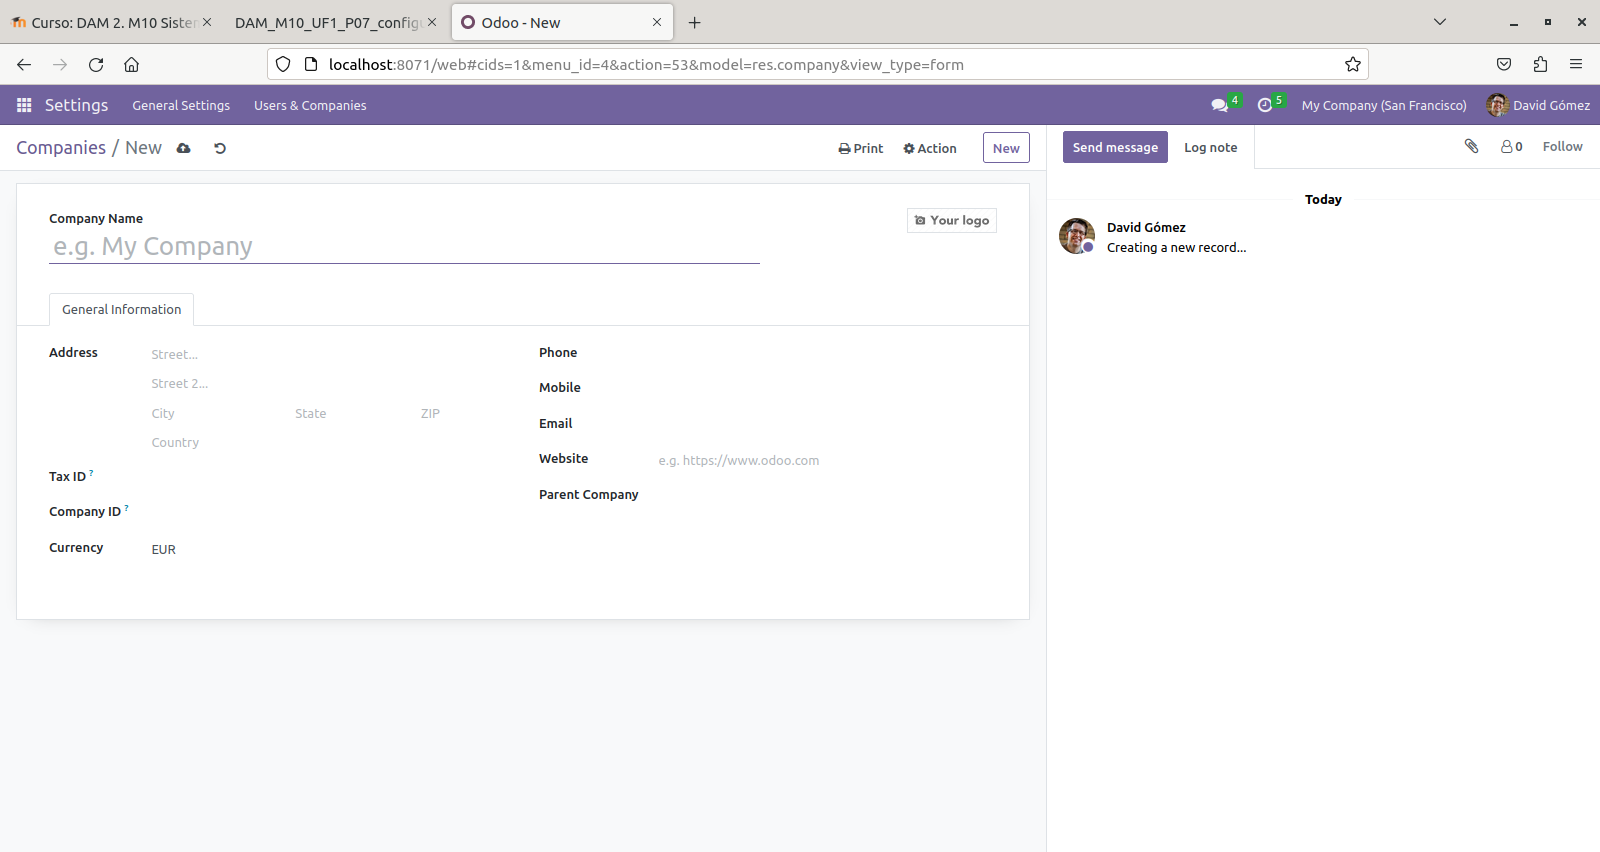 Curso: DAM 2. M10 Sister
DAM_M10_UF1_P07_config
Odoo - New
localhost:8071/web#cids=1&menu_id=4&action=53&model=res.company&view_type=form
Settings
General Settings
Users & Companies
4
5
My Company (San Francisco)
David Gómez
Companies / New
Print
Action
New
Send message
Log note
0
Follow
Company Name
e.g. My Company
Your logo
Today
David Gómez
Creating a new record...
General Information
Address
Street...
Street 2...
City
State
ZIP
Country
Tax ID ?
Company ID ?
Currency
EUR
Phone
Mobile
Email
Website
e.g. https://www.odoo.com
Parent Company